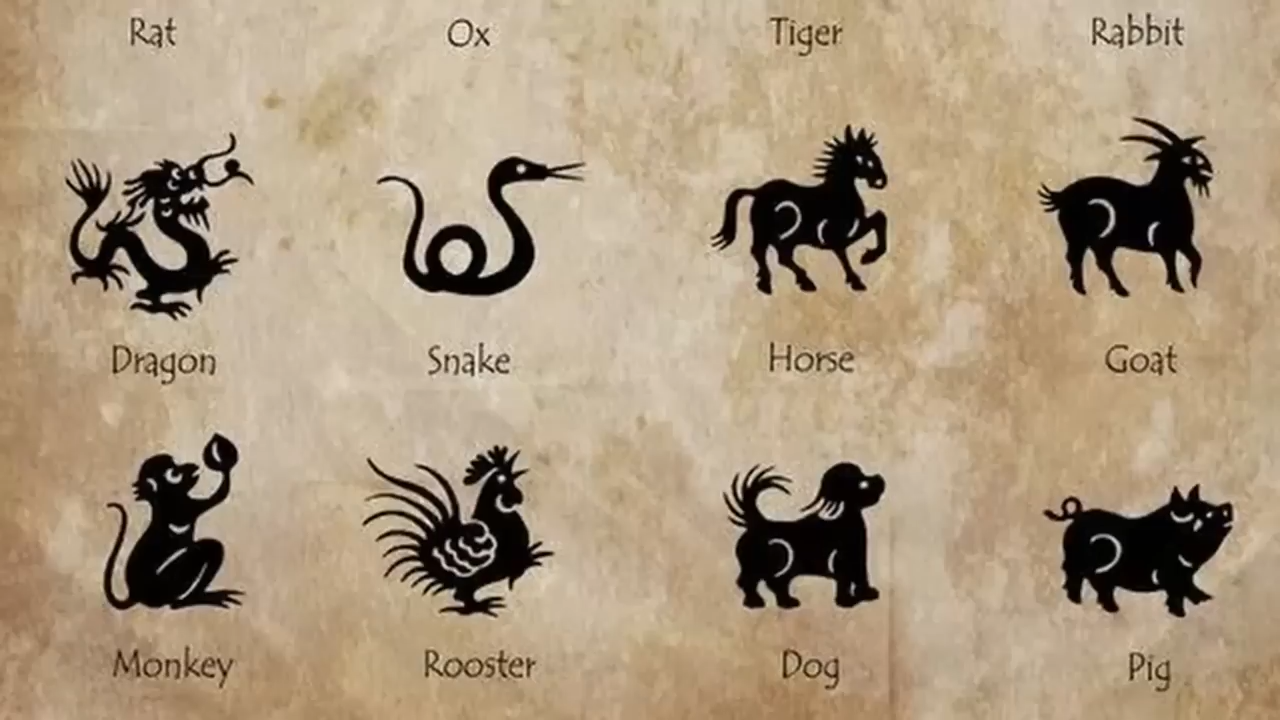 Rat Ox Tiger Rabbit
Dragon Snake Horse Goat
Monkey Rooster Dog Pig